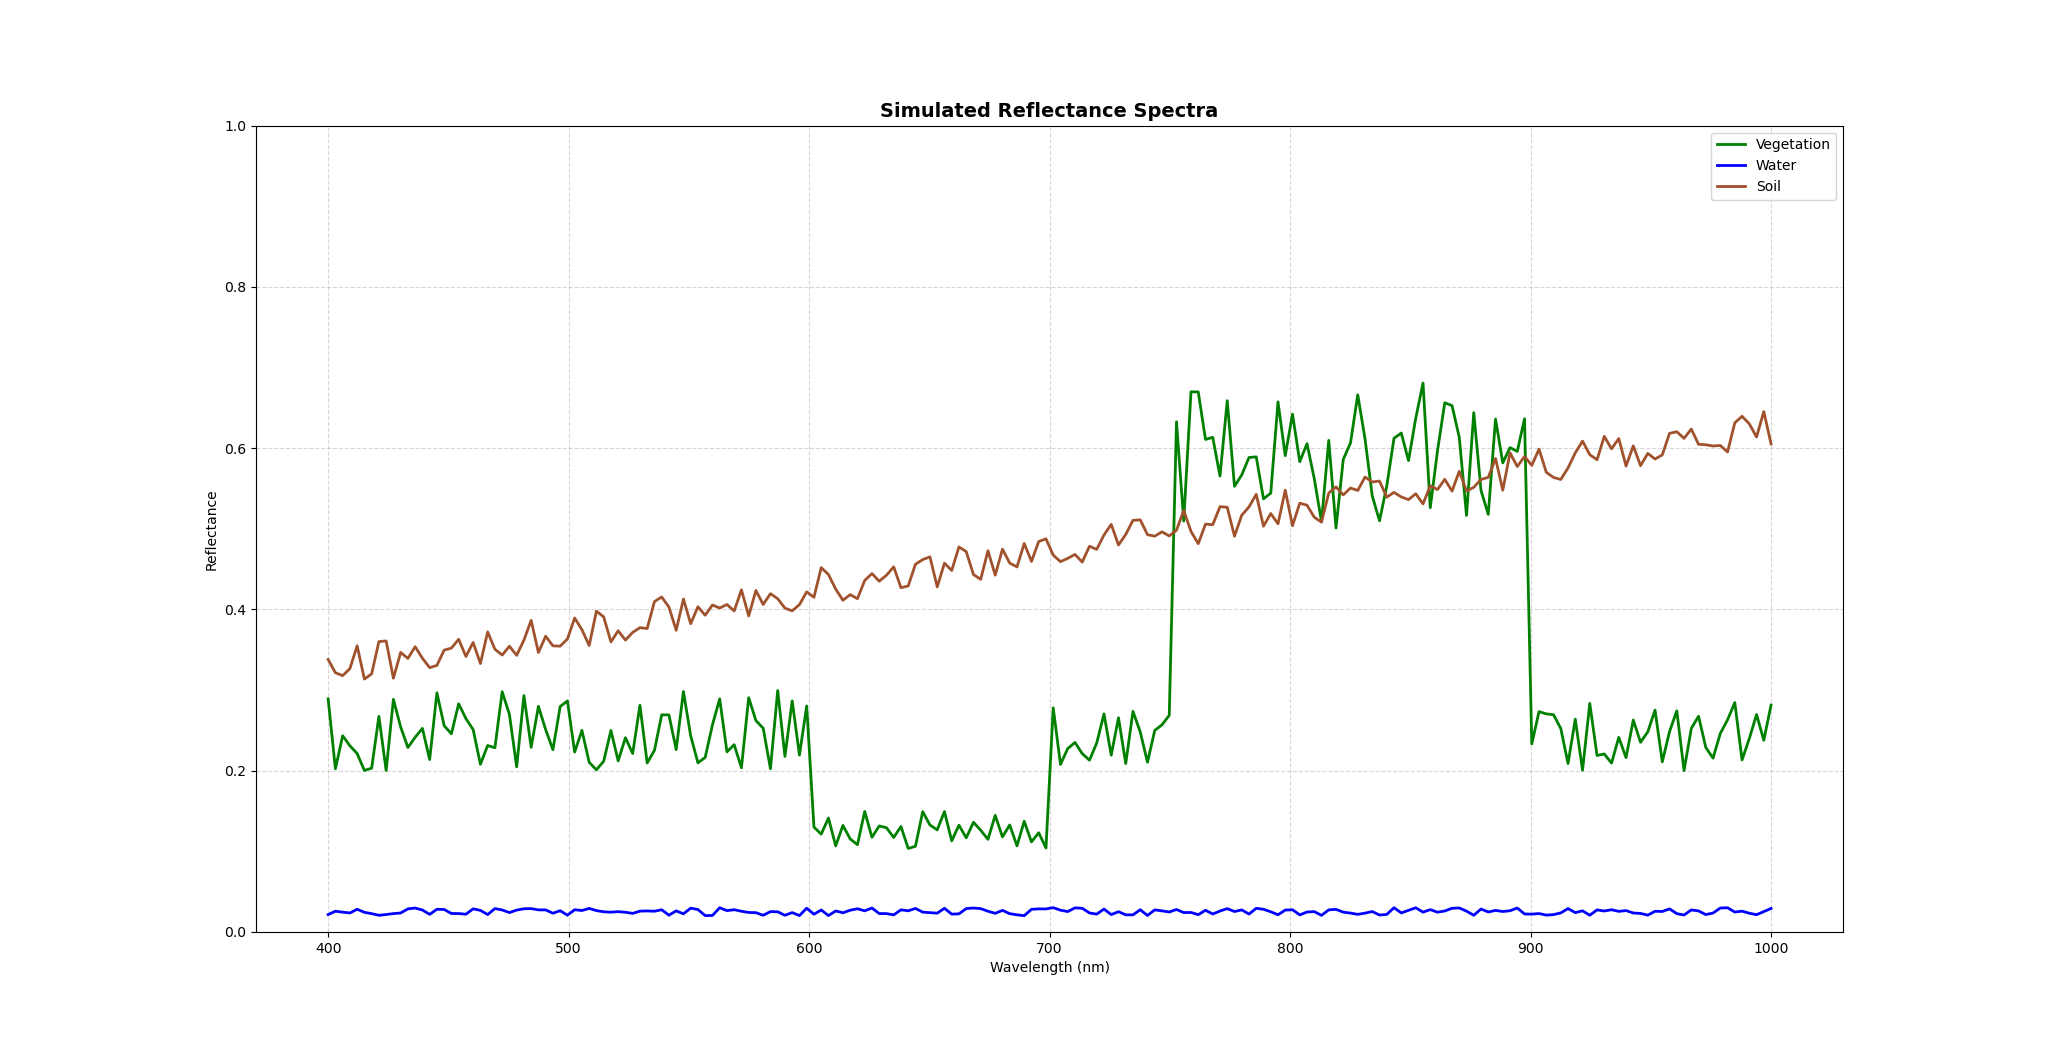 Simulated Reflectance Spectra
1.0
0.8
0.6
0.4
0.2
0.0
Reflectance
400 500 600 700 800 900 1000
Wavelength (nm)
Vegetation
Water
Soil